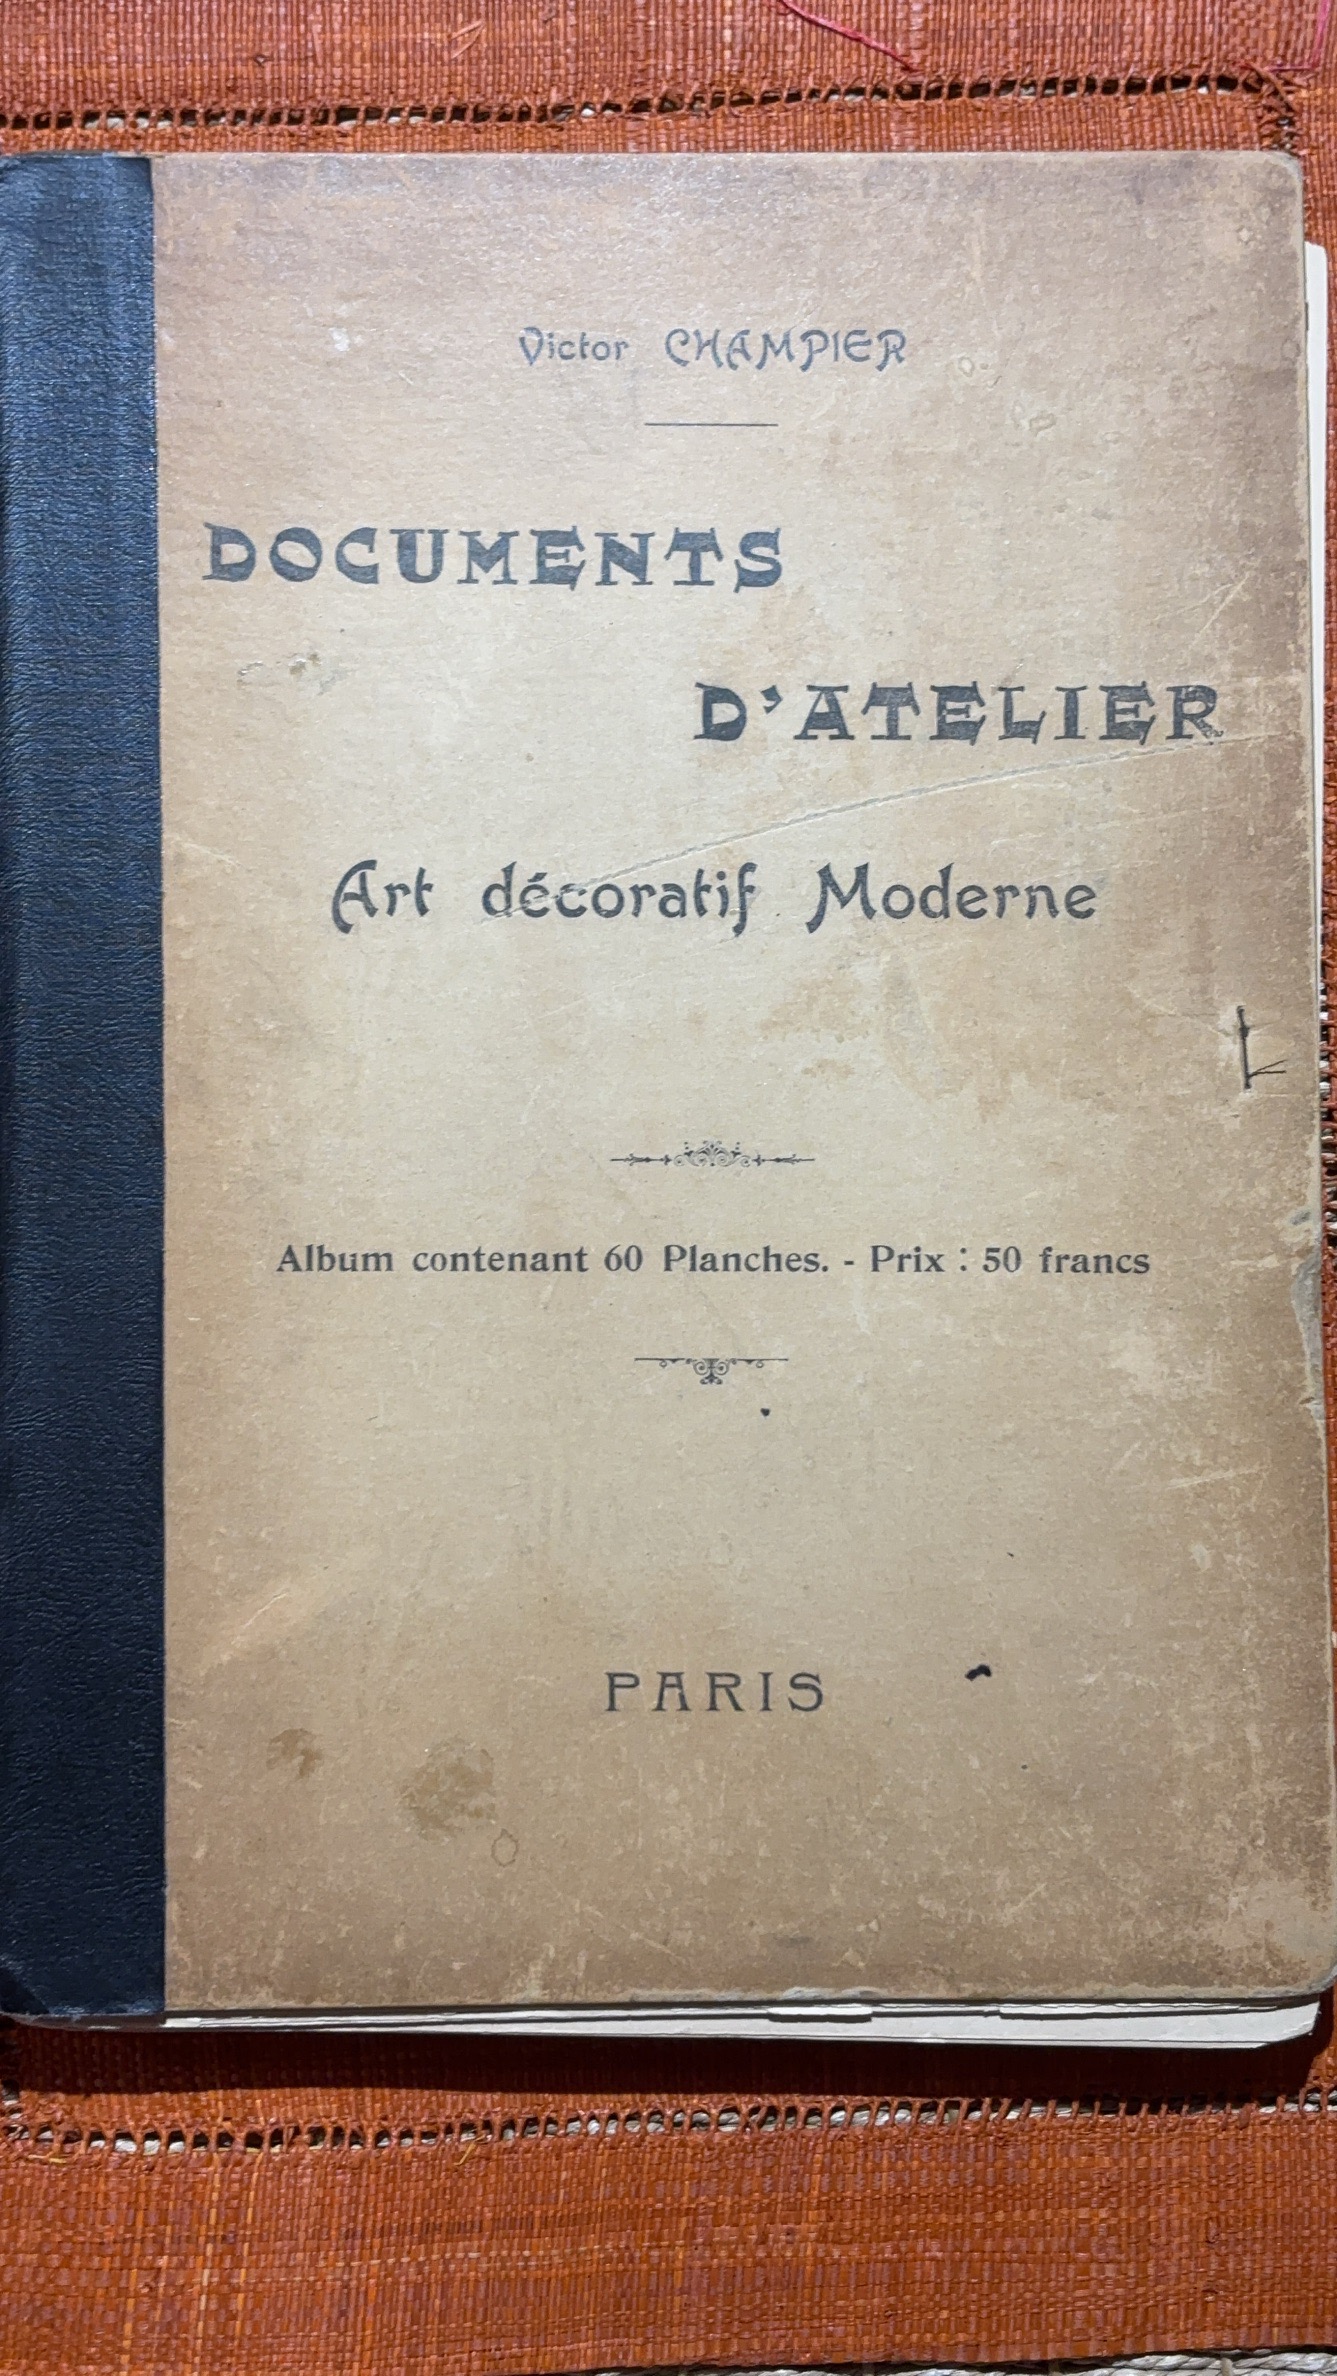 Victor CHAMPIER
DOCUMENTS
D'ATELIER
Art décoratif Moderne
Album contenant 60 Planches. - Prix : 50 francs
PARIS